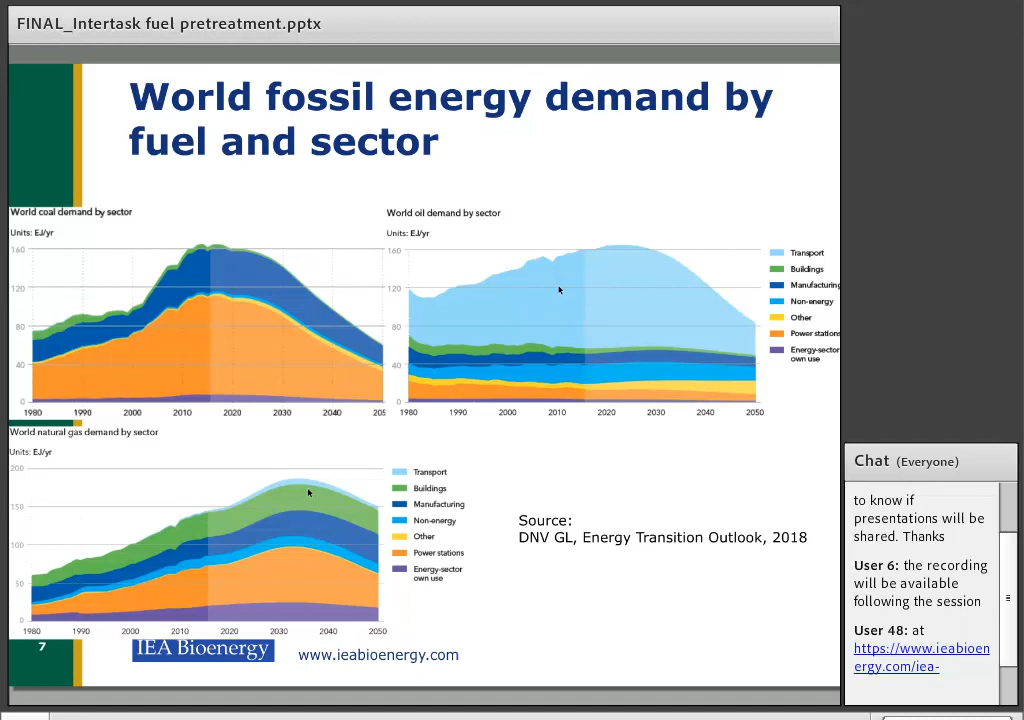 FINAL_Intertask fuel pretreatment.pptx
World fossil energy demand by
fuel and sector
World coal demand by sector
Units: EJ/yr
160
120
80
40
0
1980 1990 2000 2010 2020 2030 2040 205
World oil demand by sector
Units: EJ/yr
160
120
80
40
0
1980 1990 2000 2010 2020 2030 2040 2050
Transport
Buildings
Manufacturing
Non-energy
Other
Power stations
Energy-sector
own use
World natural gas demand by sector
Units: EJ/yr
200
150
100
50
0
1980 1990 2000 2010 2020 2030 2040 2050
Transport
Buildings
Manufacturing
Non-energy
Other
Power stations
Energy-sector
own use
Source:
DNV GL, Energy Transition Outlook, 2018
7
IEA Bioenergy
www.ieabioenergy.com
Chat (Everyone)
to know if
presentations will be
shared. Thanks
User 6: the recording
will be available
following the session
User 48: at
https://www.ieabioen
ergy.com/iea-